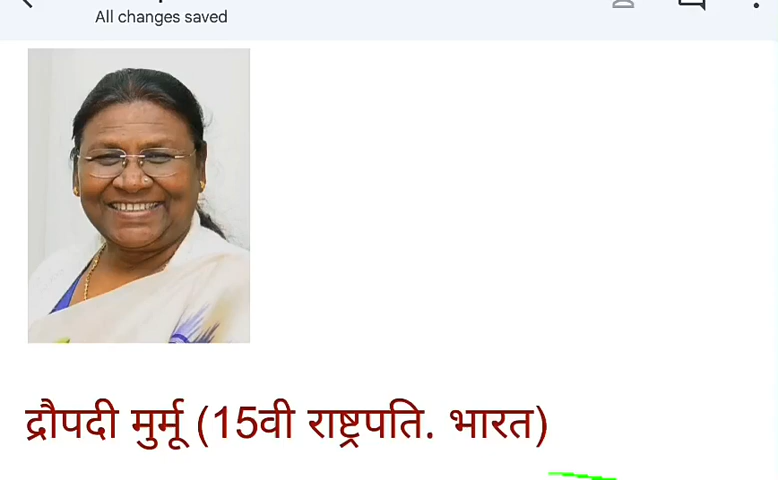 All changes saved
द्रौपदी मुर्मू (15वी राष्ट्रपति. भारत)